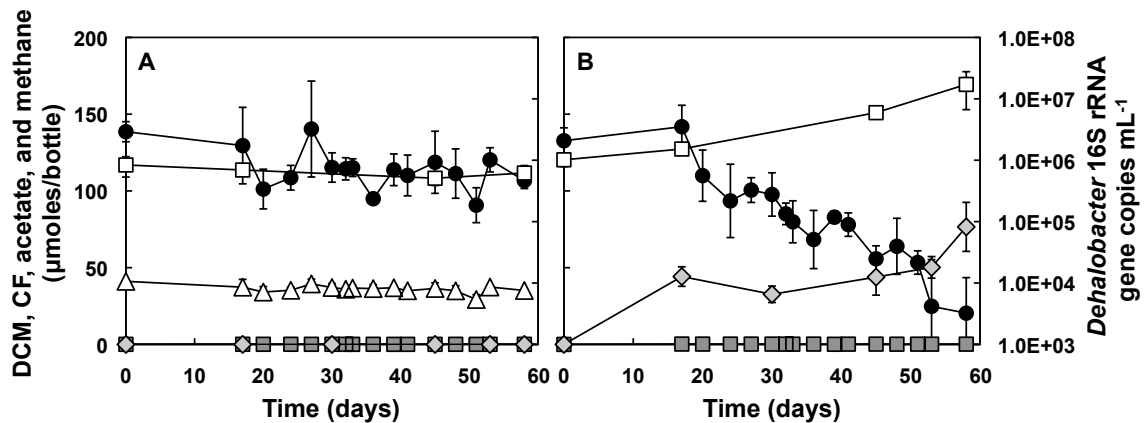 DCM, CF, acetate, and methane
(µmoles/bottle)
200
150
100
50
0
A
0
10
20
30
40
50
60
Time (days)
B
0
10
20
30
40
50
60
Time (days)
1.0E+08
1.0E+07
1.0E+06
1.0E+05
1.0E+04
1.0E+03
Dehalobacter 16S rRNA
gene copies mL-1